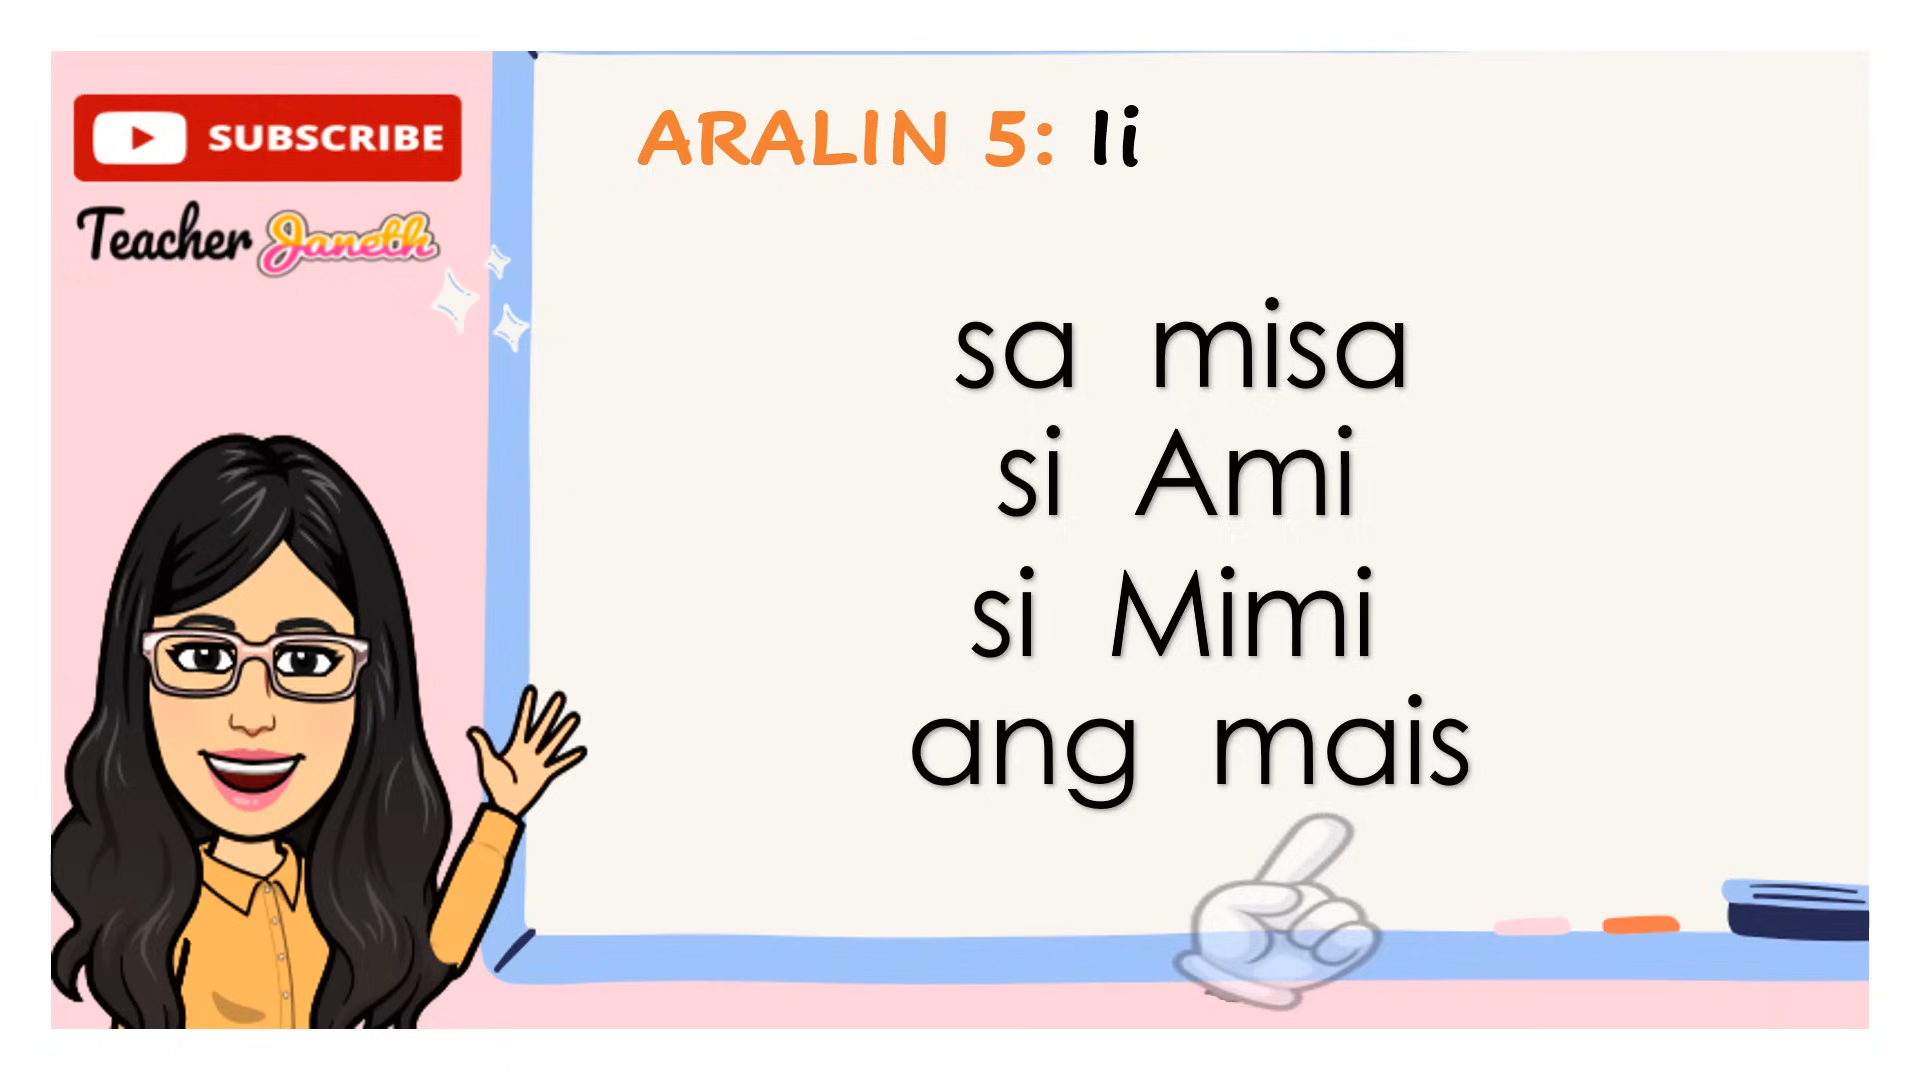 SUBSCRIBE
Teacher Janeth
ARALIN 5: Ii
sa misa
si Ami
si Mimi
ang mais